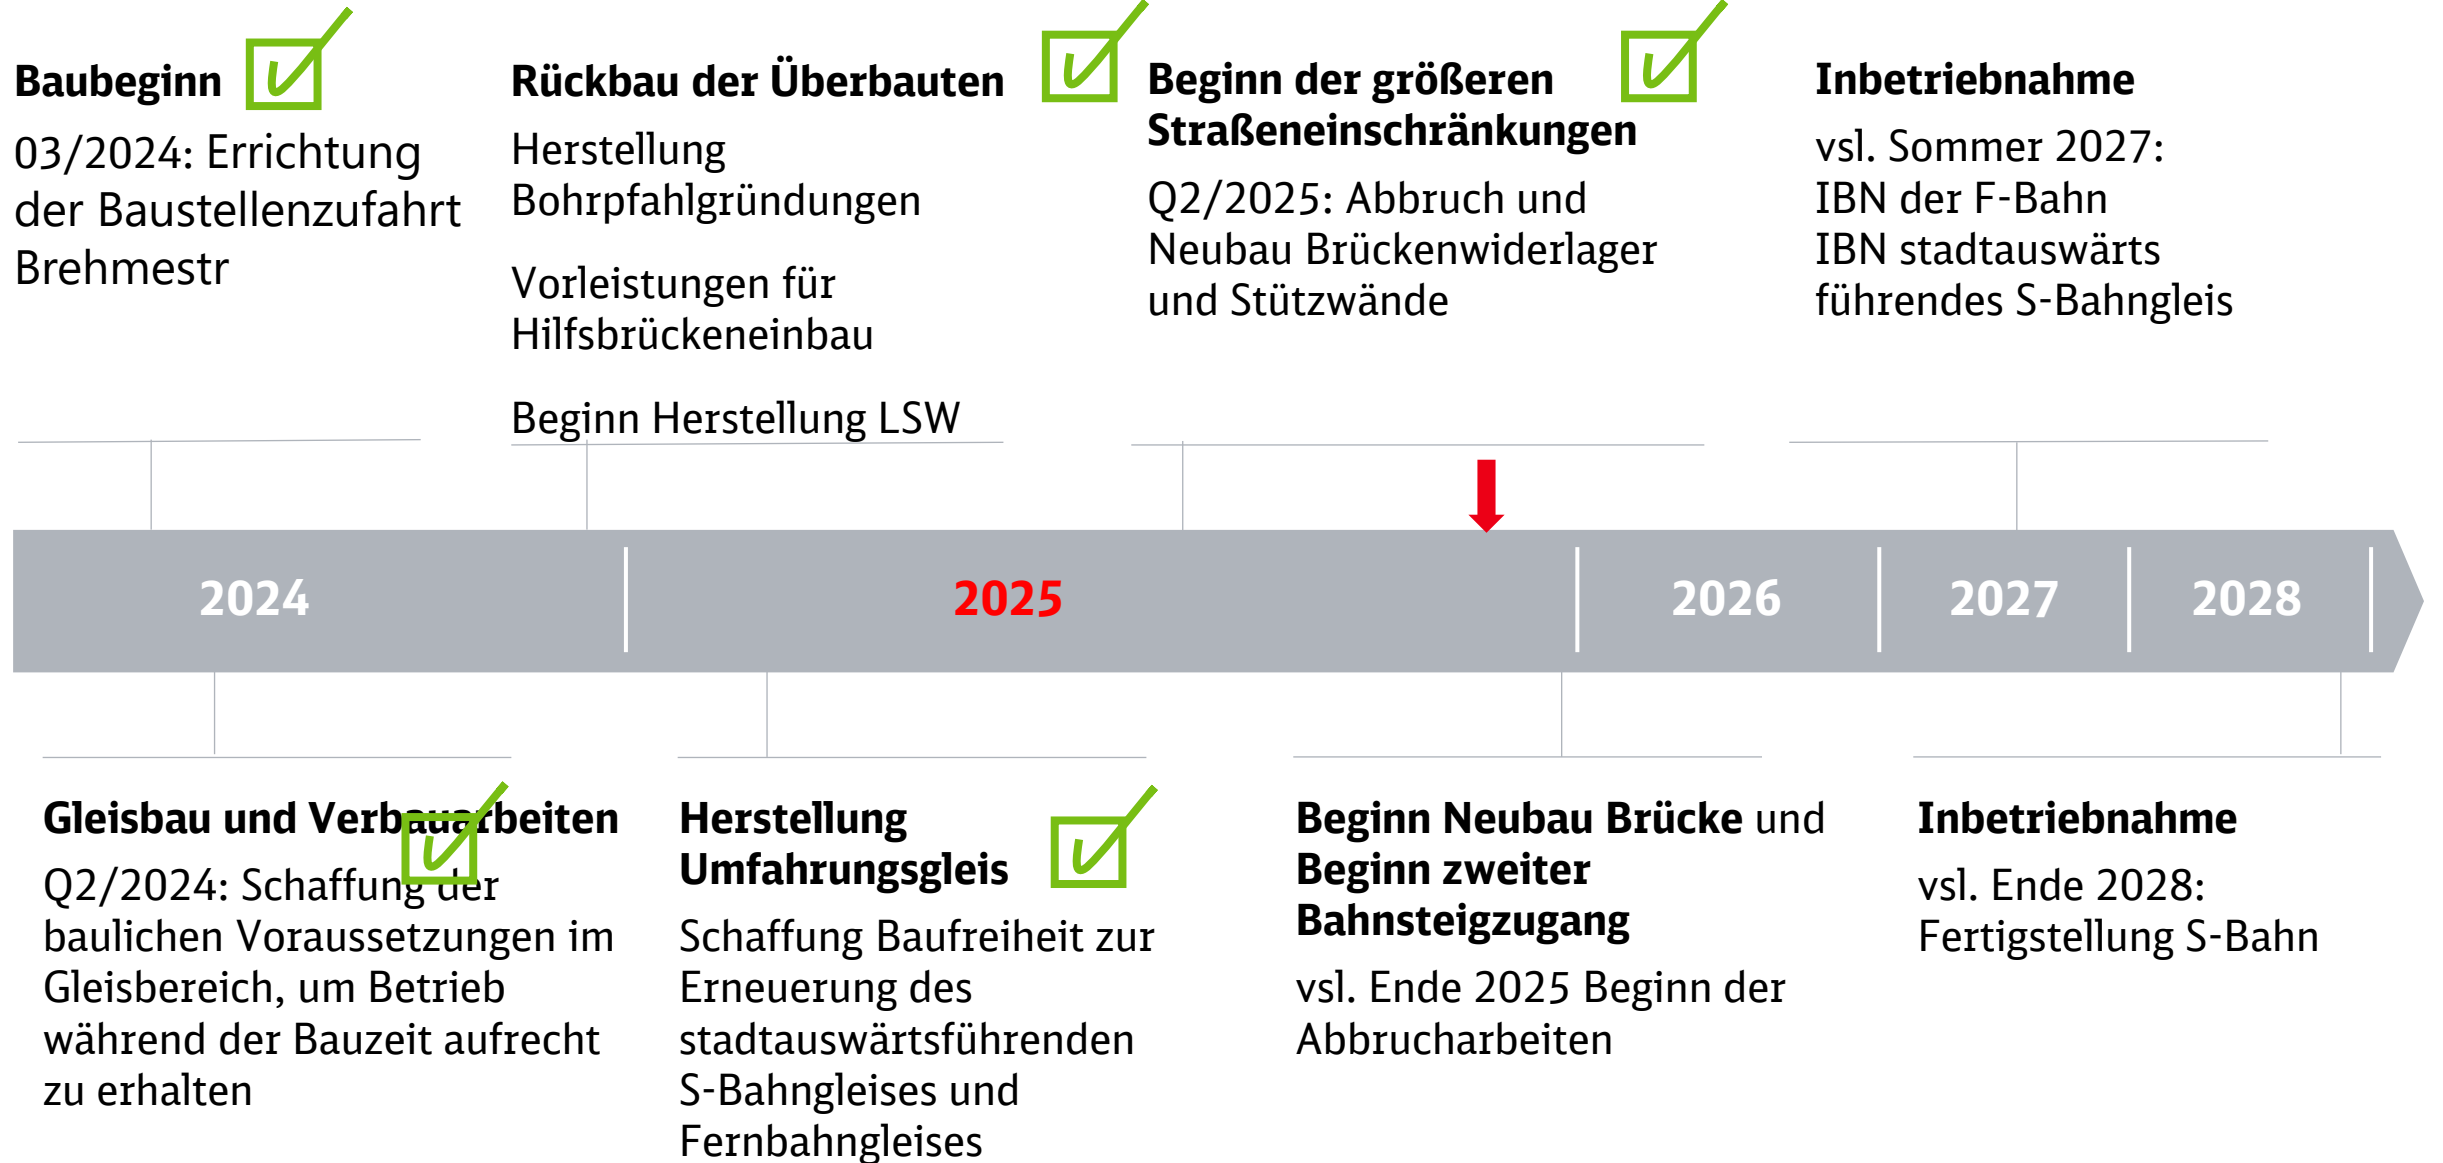 Baubeginn
03/2024: Errichtung
der Baustellenzufahrt
Brehmestr
Rückbau der Überbauten
Herstellung
Bohrpfahlgründungen
Vorleistungen für
Hilfsbrückeneinbau
Beginn Herstellung LSW
Beginn der größeren
Straßeneinschränkungen
Q2/2025: Abbruch und
Neubau Brückenwiderlager
und Stützwände
Inbetriebnahme
vsl. Sommer 2027:
IBN der F-Bahn
IBN stadtauswärts
führendes S-Bahngleis
2024
2025
2026
2027
2028
Gleisbau und Verbauarbeiten
Q2/2024: Schaffung der
baulichen Voraussetzungen im
Gleisbereich, um Betrieb
während der Bauzeit aufrecht
zu erhalten
Herstellung
Umfahrungsgleis
Schaffung Baufreiheit zur
Erneuerung des
stadtauswärtsführenden
S-Bahngleises und
Fernbahngleises
Beginn Neubau Brücke und
Beginn zweiter
Bahnsteigzugang
vsl. Ende 2025 Beginn der
Abbrucharbeiten
Inbetriebnahme
vsl. Ende 2028:
Fertigstellung S-Bahn